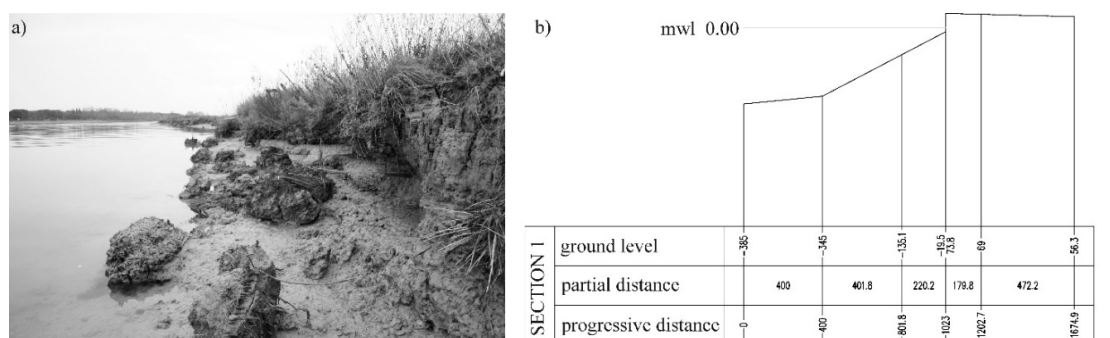 a)
b)
mwl 0.00
SECTION 1
ground level
-385
-345
-135.1
-19.5
73.8
69
56.3
partial distance
400
401.8
220.2
179.8
472.2
progressive distance
0
400
801.8
1023
1202.7
1674.9